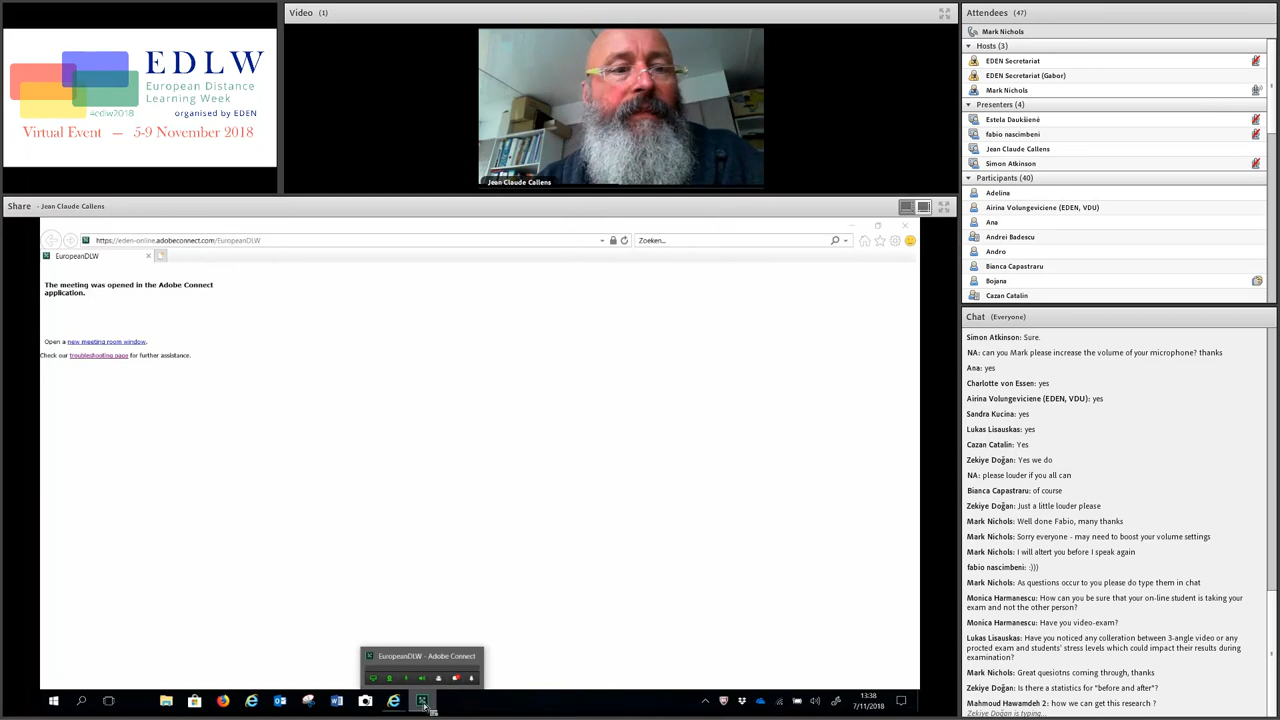 EDLW
European Distance
Learning Week
#edlw2018
organised by EDEN
Virtual Event — 5-9 November 2018
Video (1)
Jean Claude Callens
Share - Jean Claude Callens
https://eden-online.adobeconnect.com/EuropeanDLW
Zoeken...
EuropeanDLW
The meeting was opened in the Adobe Connect
application.
Open a new meeting room window.
Check our troubleshooting page for further assistance.
EuropeanDLW - Adobe Connect
13:38
7/11/2018
Attendees (47)
Mark Nichols
Hosts (3)
EDEN Secretariat
EDEN Secretariat (Gabor)
Mark Nichols
Presenters (4)
Estela Daukšienė
fabio nascimbeni
Jean Claude Callens
Simon Atkinson
Participants (40)
Adelina
Airina Volungeviciene (EDEN, VDU)
Ana
Andrei Badescu
Andro
Bianca Capastraru
Bojana
Cazan Catalin
Chat (Everyone)
Simon Atkinson: Sure.
NA: can you Mark please increase the volume of your microphone? thanks
Ana: yes
Charlotte von Essen: yes
Airina Volungeviciene (EDEN, VDU): yes
Sandra Kucina: yes
Lukas Lisauskas: yes
Cazan Catalin: Yes
Zekiye Doğan: Yes we do
NA: please louder if you all can
Bianca Capastraru: of course
Zekiye Doğan: Just a little louder please
Mark Nichols: Well done Fabio, many thanks
Mark Nichols: Sorry everyone - may need to boost your volume settings
Mark Nichols: I will altert you before I speak again
fabio nascimbeni: :)))
Mark Nichols: As questions occur to you please do type them in chat
Monica Harmanescu: How can you be sure that your on-line student is taking your
exam and not the other person?
Monica Harmanescu: Have you video-exam?
Lukas Lisauskas: Have you noticed any colleration between 3-angle video or any
procted exam and students' stress levels which could impact their results during
examination?
Mark Nichols: Great quesiotns coming through, thanks
Zekiye Doğan: Is there a statistics for "before and after"?
Mahmoud Hawamdeh 2: how we can get this research ?
Zekiye Doğan is typing...